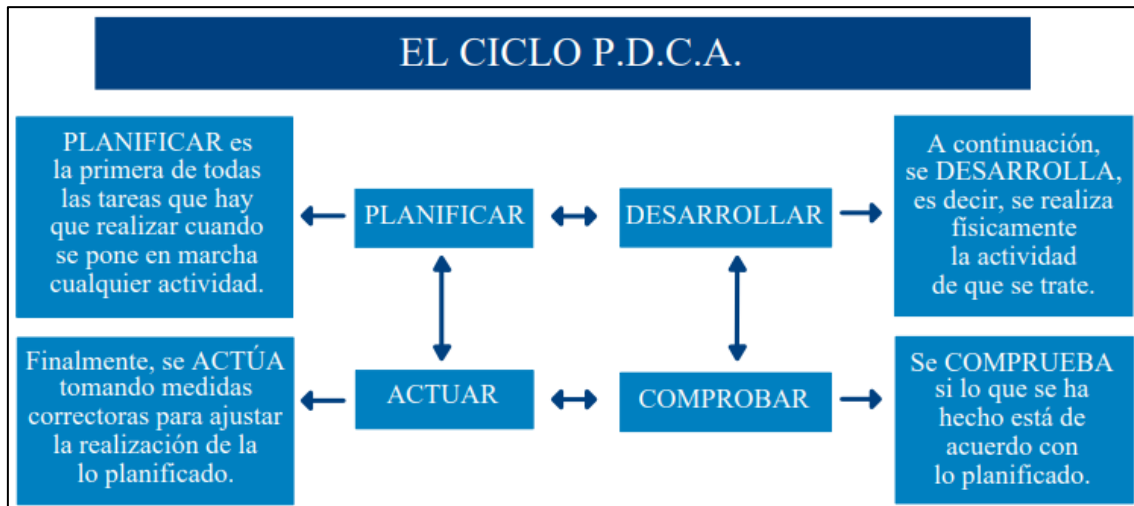 EL CICLO P.D.C.A.
PLANIFICAR es
la primera de todas
las tareas que hay
que realizar cuando
se pone en marcha
cualquier actividad.
PLANIFICAR
DESARROLLAR
A continuación,
se DESARROLLA,
es decir, se realiza
físicamente
la actividad
de que se trate.
Finalmente, se ACTÚA
tomando medidas
correctoras para ajustar
la realización de la
lo planificado.
ACTUAR
COMPROBAR
Se COMPRUEBA
si lo que se ha
hecho está de
acuerdo con
lo planificado.